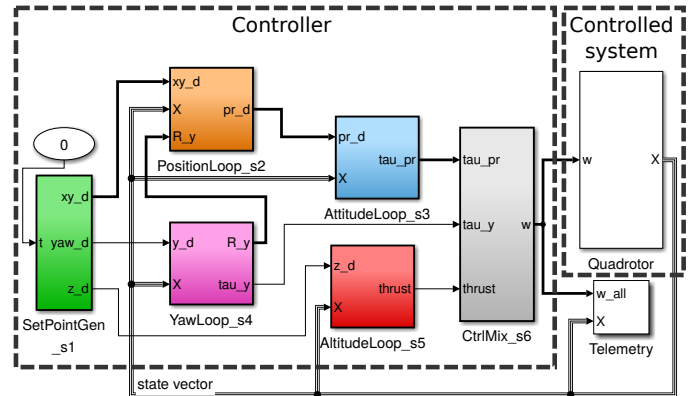 Controller
Controlled
system
0
t
xy_d
yaw_d
z_d
SetPointGen
_s1
xy_d
X
R_y
pr_d
PositionLoop_s2
y_d
X
R_y
tau_y
YawLoop_s4
pr_d
X
tau_pr
AttitudeLoop_s3
z_d
X
thrust
AltitudeLoop_s5
tau_pr
tau_y
thrust
w
CtrlMix_s6
w
X
Quadrotor
w_all
X
Telemetry
state vector